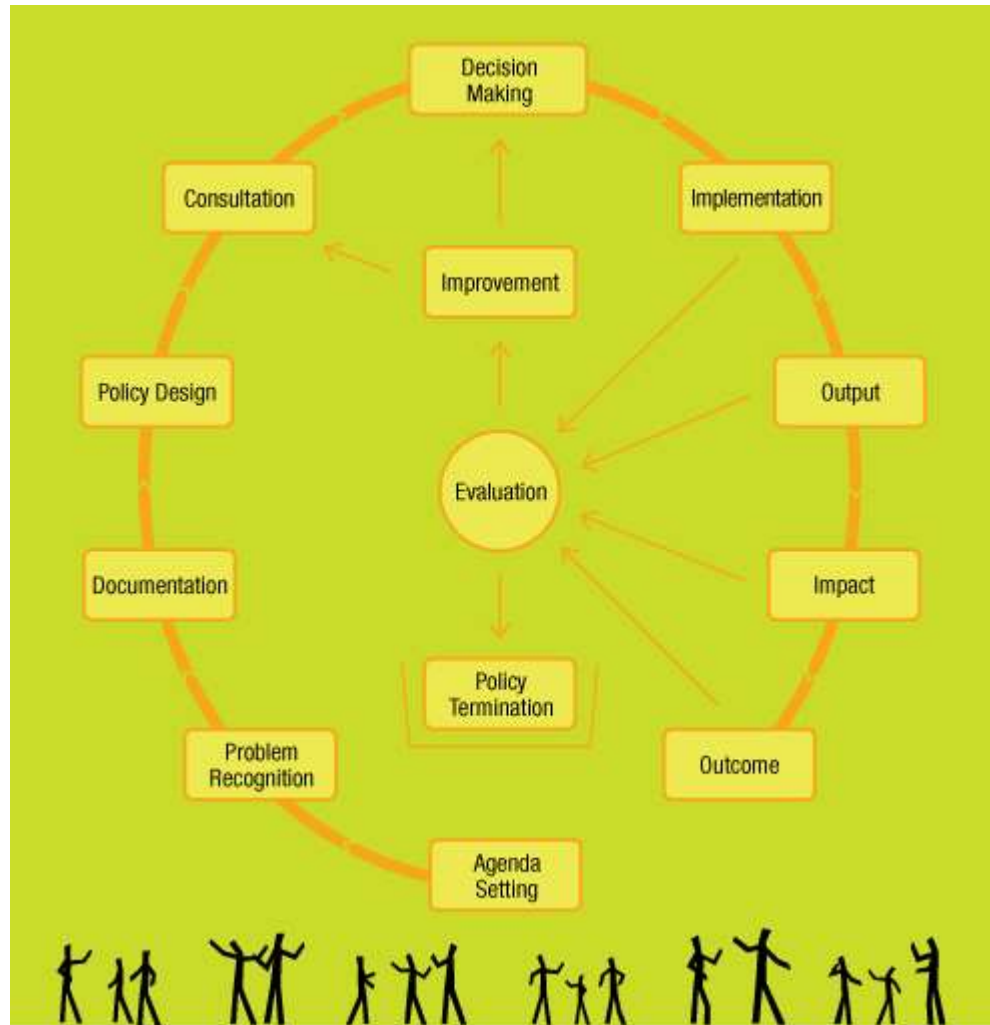 Decision
Making
Consultation
Implementation
Improvement
Policy Design
Output
Evaluation
Documentation
Impact
Policy
Termination
Problem
Recognition
Outcome
Agenda
Setting